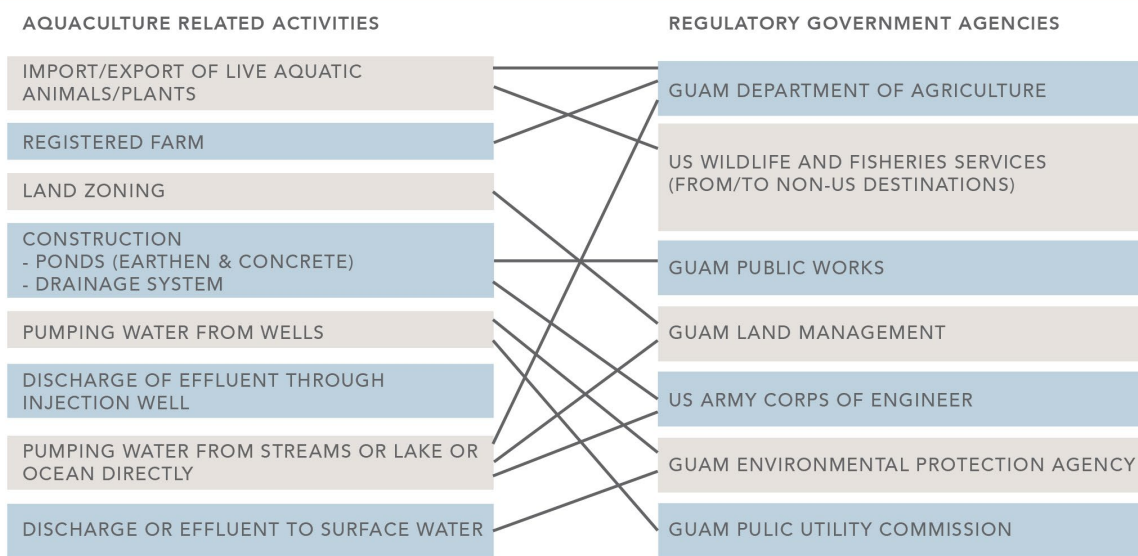 AQUACULTURE RELATED ACTIVITIES
IMPORT/EXPORT OF LIVE AQUATIC
ANIMALS/PLANTS
REGISTERED FARM
LAND ZONING
CONSTRUCTION
- PONDS (EARTHEN & CONCRETE)
- DRAINAGE SYSTEM
PUMPING WATER FROM WELLS
DISCHARGE OF EFFLUENT THROUGH
INJECTION WELL
PUMPING WATER FROM STREAMS OR LAKE OR
OCEAN DIRECTLY
DISCHARGE OR EFFLUENT TO SURFACE WATER
REGULATORY GOVERNMENT AGENCIES
GUAM DEPARTMENT OF AGRICULTURE
US WILDLIFE AND FISHERIES SERVICES
(FROM/TO NON-US DESTINATIONS)
GUAM PUBLIC WORKS
GUAM LAND MANAGEMENT
US ARMY CORPS OF ENGINEER
GUAM ENVIRONMENTAL PROTECTION AGENCY
GUAM PULIC UTILITY COMMISSION